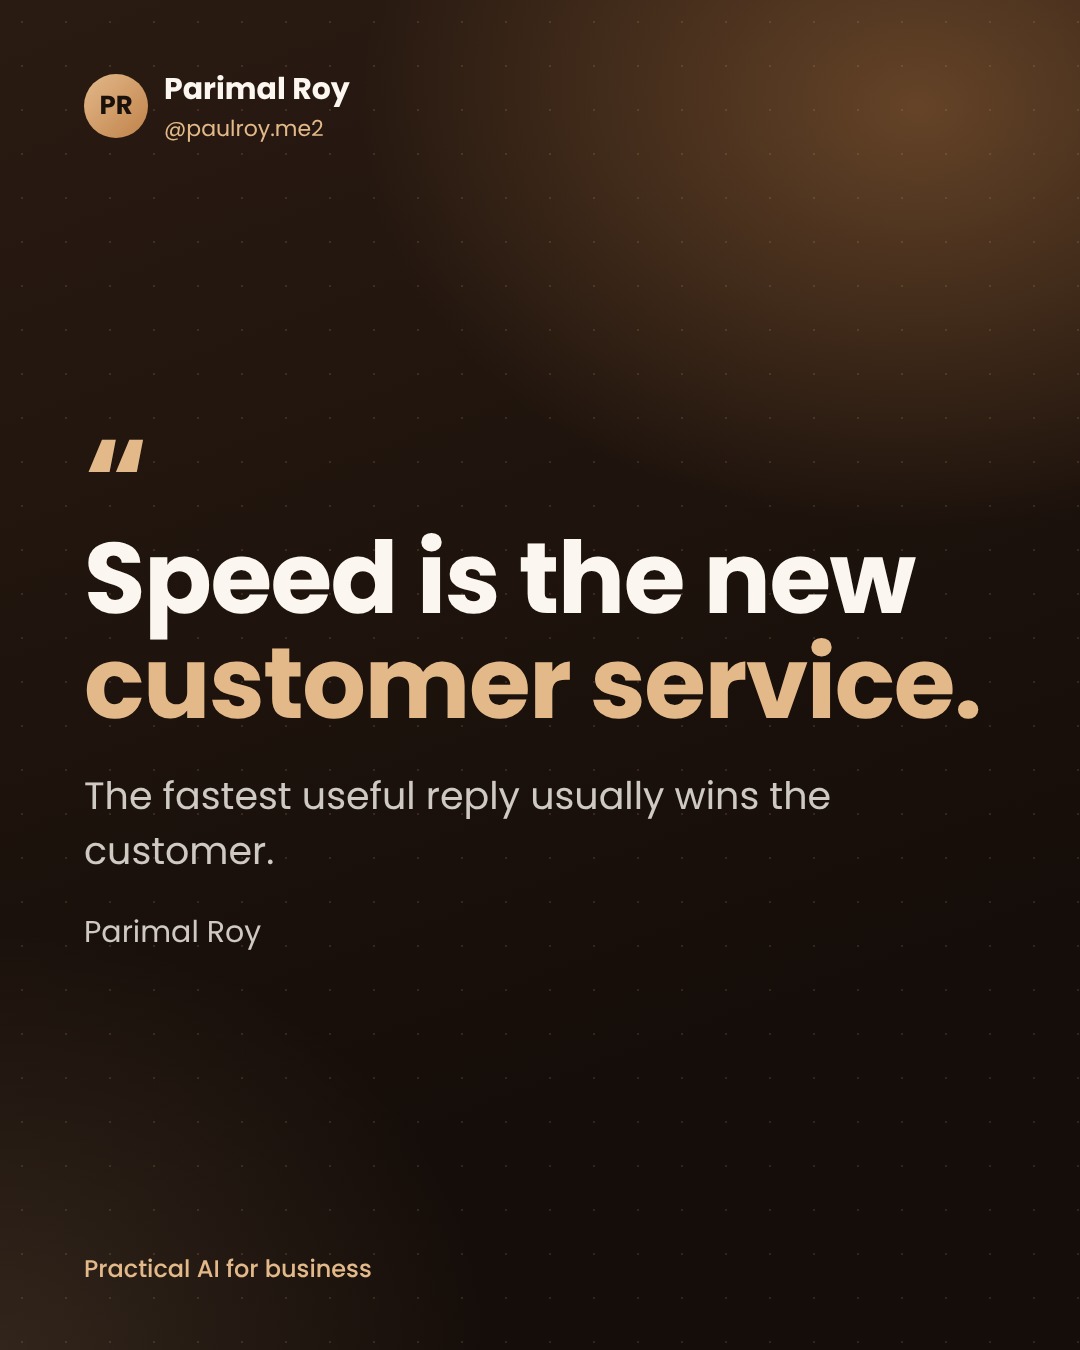 PR
Parimal Roy
@paulroy.me2
“
Speed is the new
customer service.
The fastest useful reply usually wins the
customer.
Parimal Roy
Practical AI for business